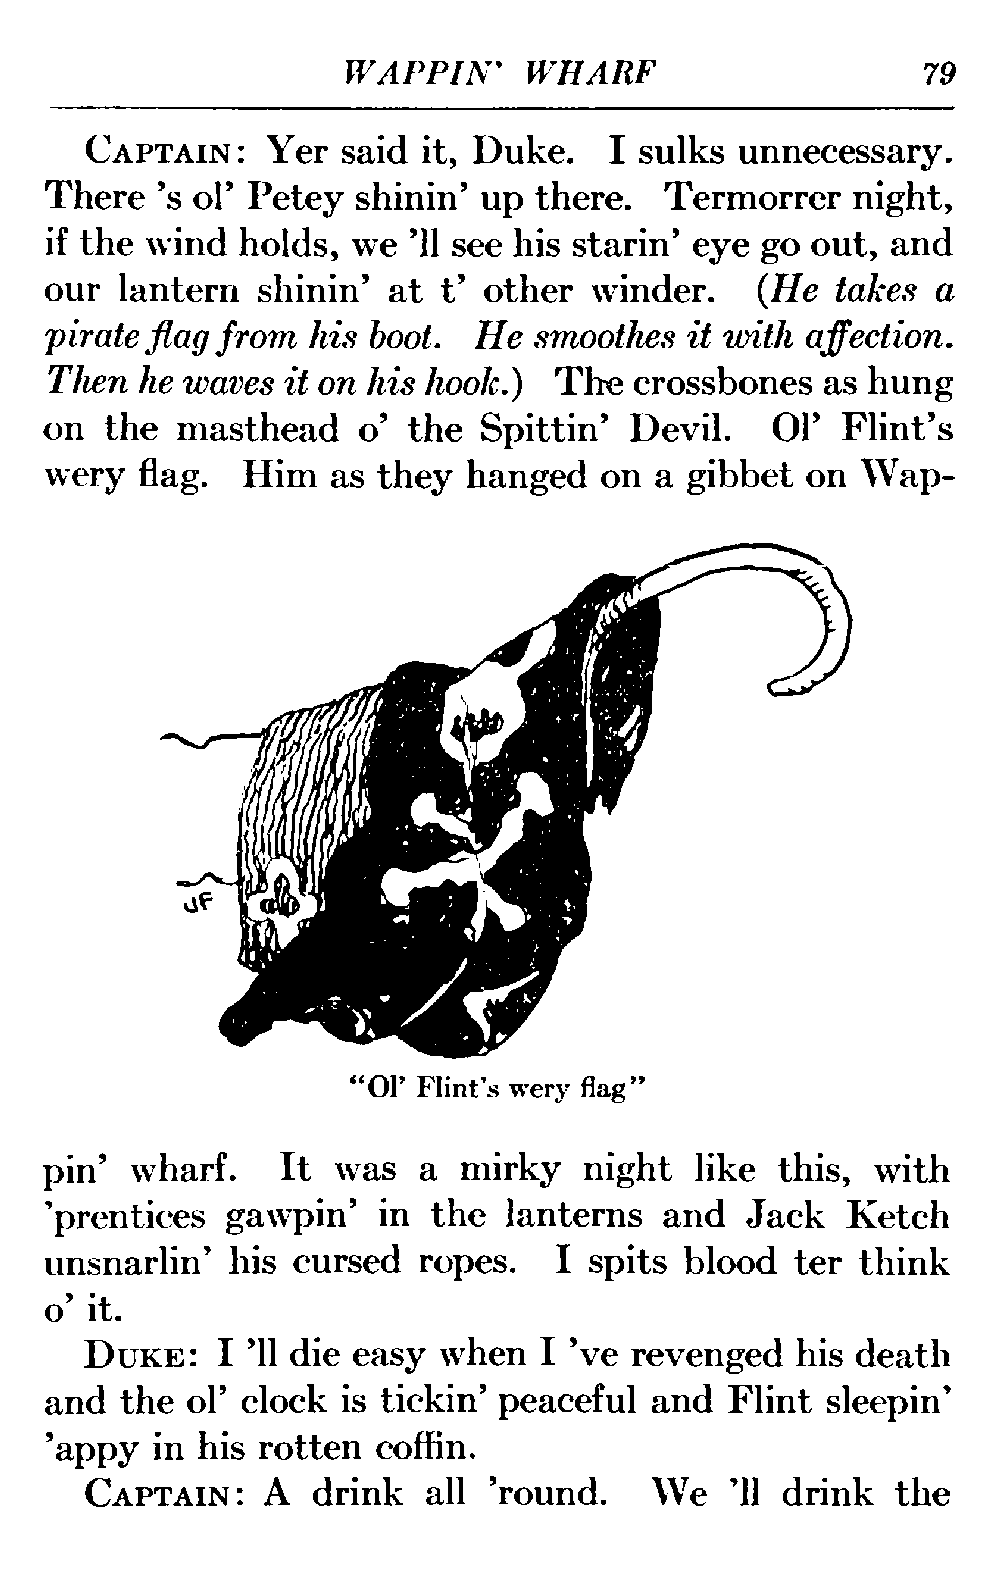 WAPPIN' WHARF 79
CAPTAIN: Yer said it, Duke. I sulks unnecessary.
There 's ol' Petey shinin' up there. Termorrer night,
if the wind holds, we 'll see his starin' eye go out, and
our lantern shinin' at t' other winder. (He takes a
pirate flag from his boot. He smoothes it with affection.
Then he waves it on his hook.) The crossbones as hung
on the masthead o' the Spittin' Devil. Ol' Flint's
wery flag. Him as they hanged on a gibbet on Wap-
JF
"Ol' Flint's wery flag"
pin' wharf. It was a mirky night like this, with
'prentices gawpin' in the lanterns and Jack Ketch
unsnarlin' his cursed ropes. I spits blood ter think
o' it.
DUKE: I 'll die easy when I 've revenged his death
and the ol' clock is tickin' peaceful and Flint sleepin'
'appy in his rotten coffin.
CAPTAIN: A drink all 'round. We 'll drink the